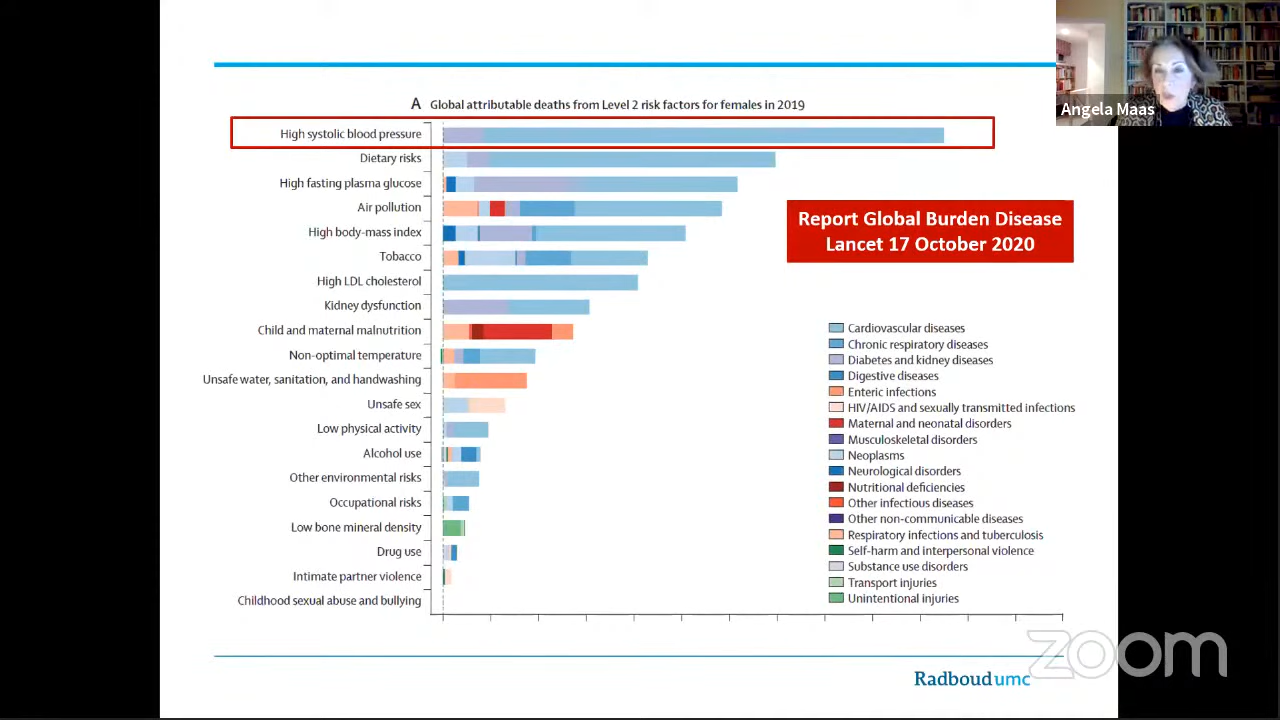 Angela Maas
A Global attributable deaths from Level 2 risk factors for females in 2019
High systolic blood pressure
Dietary risks
High fasting plasma glucose
Air pollution
High body-mass index
Tobacco
High LDL cholesterol
Kidney dysfunction
Child and maternal malnutrition
Non-optimal temperature
Unsafe water, sanitation, and handwashing
Unsafe sex
Low physical activity
Alcohol use
Other environmental risks
Occupational risks
Low bone mineral density
Drug use
Intimate partner violence
Childhood sexual abuse and bullying
Report Global Burden Disease
Lancet 17 October 2020
Cardiovascular diseases
Chronic respiratory diseases
Diabetes and kidney diseases
Digestive diseases
Enteric infections
HIV/AIDS and sexually transmitted infections
Maternal and neonatal disorders
Musculoskeletal disorders
Neoplasms
Neurological disorders
Nutritional deficiencies
Other infectious diseases
Other non-communicable diseases
Respiratory infections and tuberculosis
Self-harm and interpersonal violence
Substance use disorders
Transport injuries
Unintentional injuries
zoom
Radboudumc